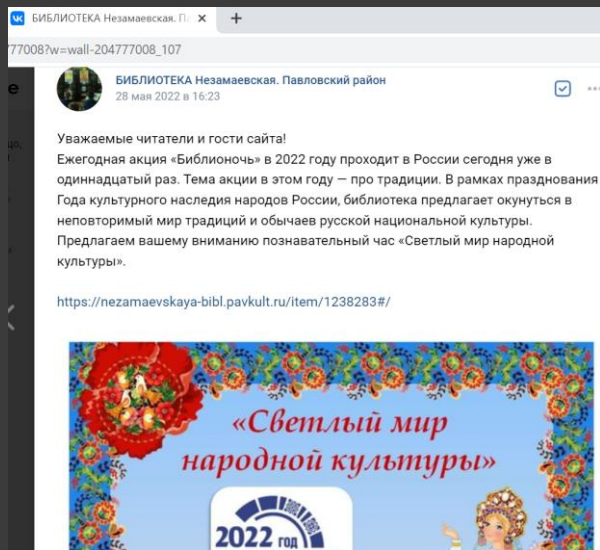 БИБЛИОТЕКА Незамаевская. П
777008?w=wall-204777008_107
БИБЛИОТЕКА Незамаевская. Павловский район
28 мая 2022 в 16:23
Уважаемые читатели и гости сайта!
Ежегодная акция «Библионочь» в 2022 году проходит в России сегодня уже в
одиннадцатый раз. Тема акции в этом году — про традиции. В рамках празднования
Года культурного наследия народов России, библиотека предлагает окунуться в
неповторимый мир традиций и обычаев русской национальной культуры.
Предлагаем вашему вниманию познавательный час «Светлый мир народной
культуры».
https://nezamaevskaya-bibl.pavkult.ru/item/1238283#/
«Светлый мир
народной культуры»
2022 год